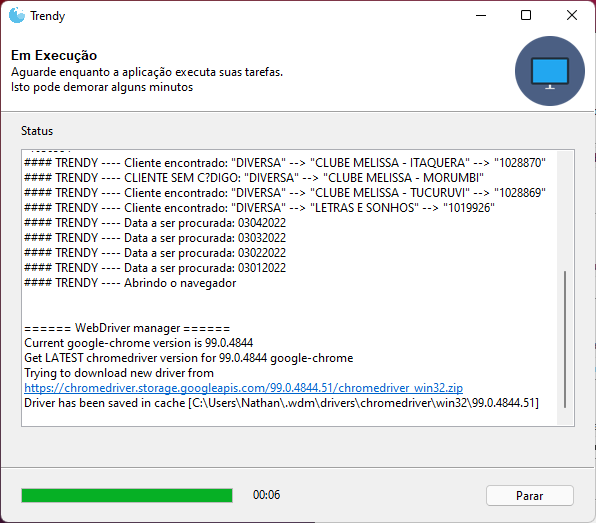 Trendy
Em Execução
Aguarde enquanto a aplicação executa suas tarefas.
Isto pode demorar alguns minutos
Status
#### TRENDY ---- Cliente encontrado: "DIVERSA" --> "CLUBE MELISSA - ITAQUERA" --> "1028870"
#### TRENDY ---- CLIENTE SEM C?DIGO: "DIVERSA" --> "CLUBE MELISSA - MORUMBI"
#### TRENDY ---- Cliente encontrado: "DIVERSA" --> "CLUBE MELISSA - TUCURUVI" --> "1028869"
#### TRENDY ---- Cliente encontrado: "DIVERSA" --> "LETRAS E SONHOS" --> "1019926"
#### TRENDY ---- Data a ser procurada: 03042022
#### TRENDY ---- Data a ser procurada: 03032022
#### TRENDY ---- Data a ser procurada: 03022022
#### TRENDY ---- Data a ser procurada: 03012022
#### TRENDY ---- Abrindo o navegador
====== WebDriver manager ======
Current google-chrome version is 99.0.4844
Get LATEST chromedriver version for 99.0.4844 google-chrome
Trying to download new driver from
https://chromedriver.storage.googleapis.com/99.0.4844.51/chromedriver_win32.zip
Driver has been saved in cache [C:\Users\Nathan\.wdm\drivers\chromedriver\win32\99.0.4844.51]
00:06
Parar